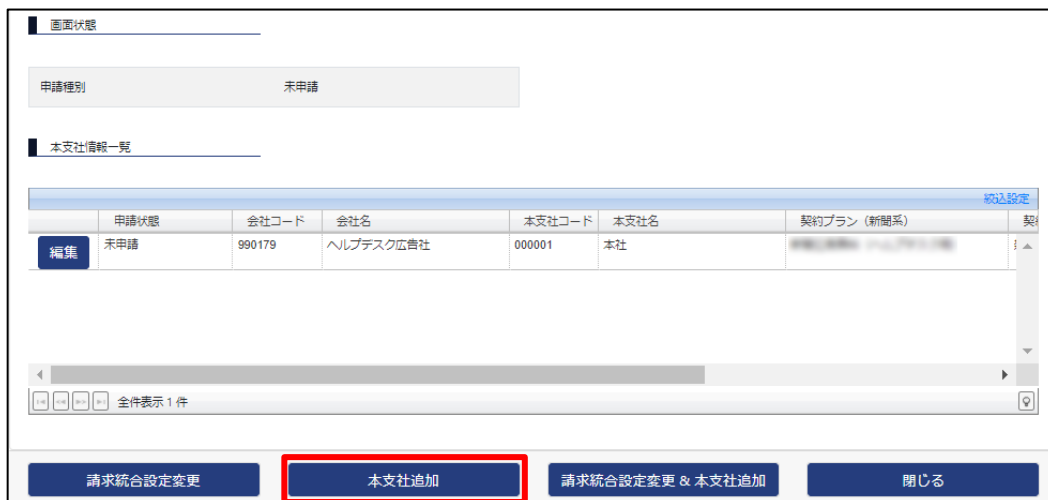 画面状態
申請種別 未申請
本支社情報一覧
絞込設定
申請状態 会社コード 会社名 本支社コード 本支社名 契約プラン（新聞系）
編集 未申請 990179 ヘルプデスク広告社 000001 本社
全件表示 1 件
請求統合設定変更 本支社追加 請求統合設定変更 & 本支社追加 閉じる